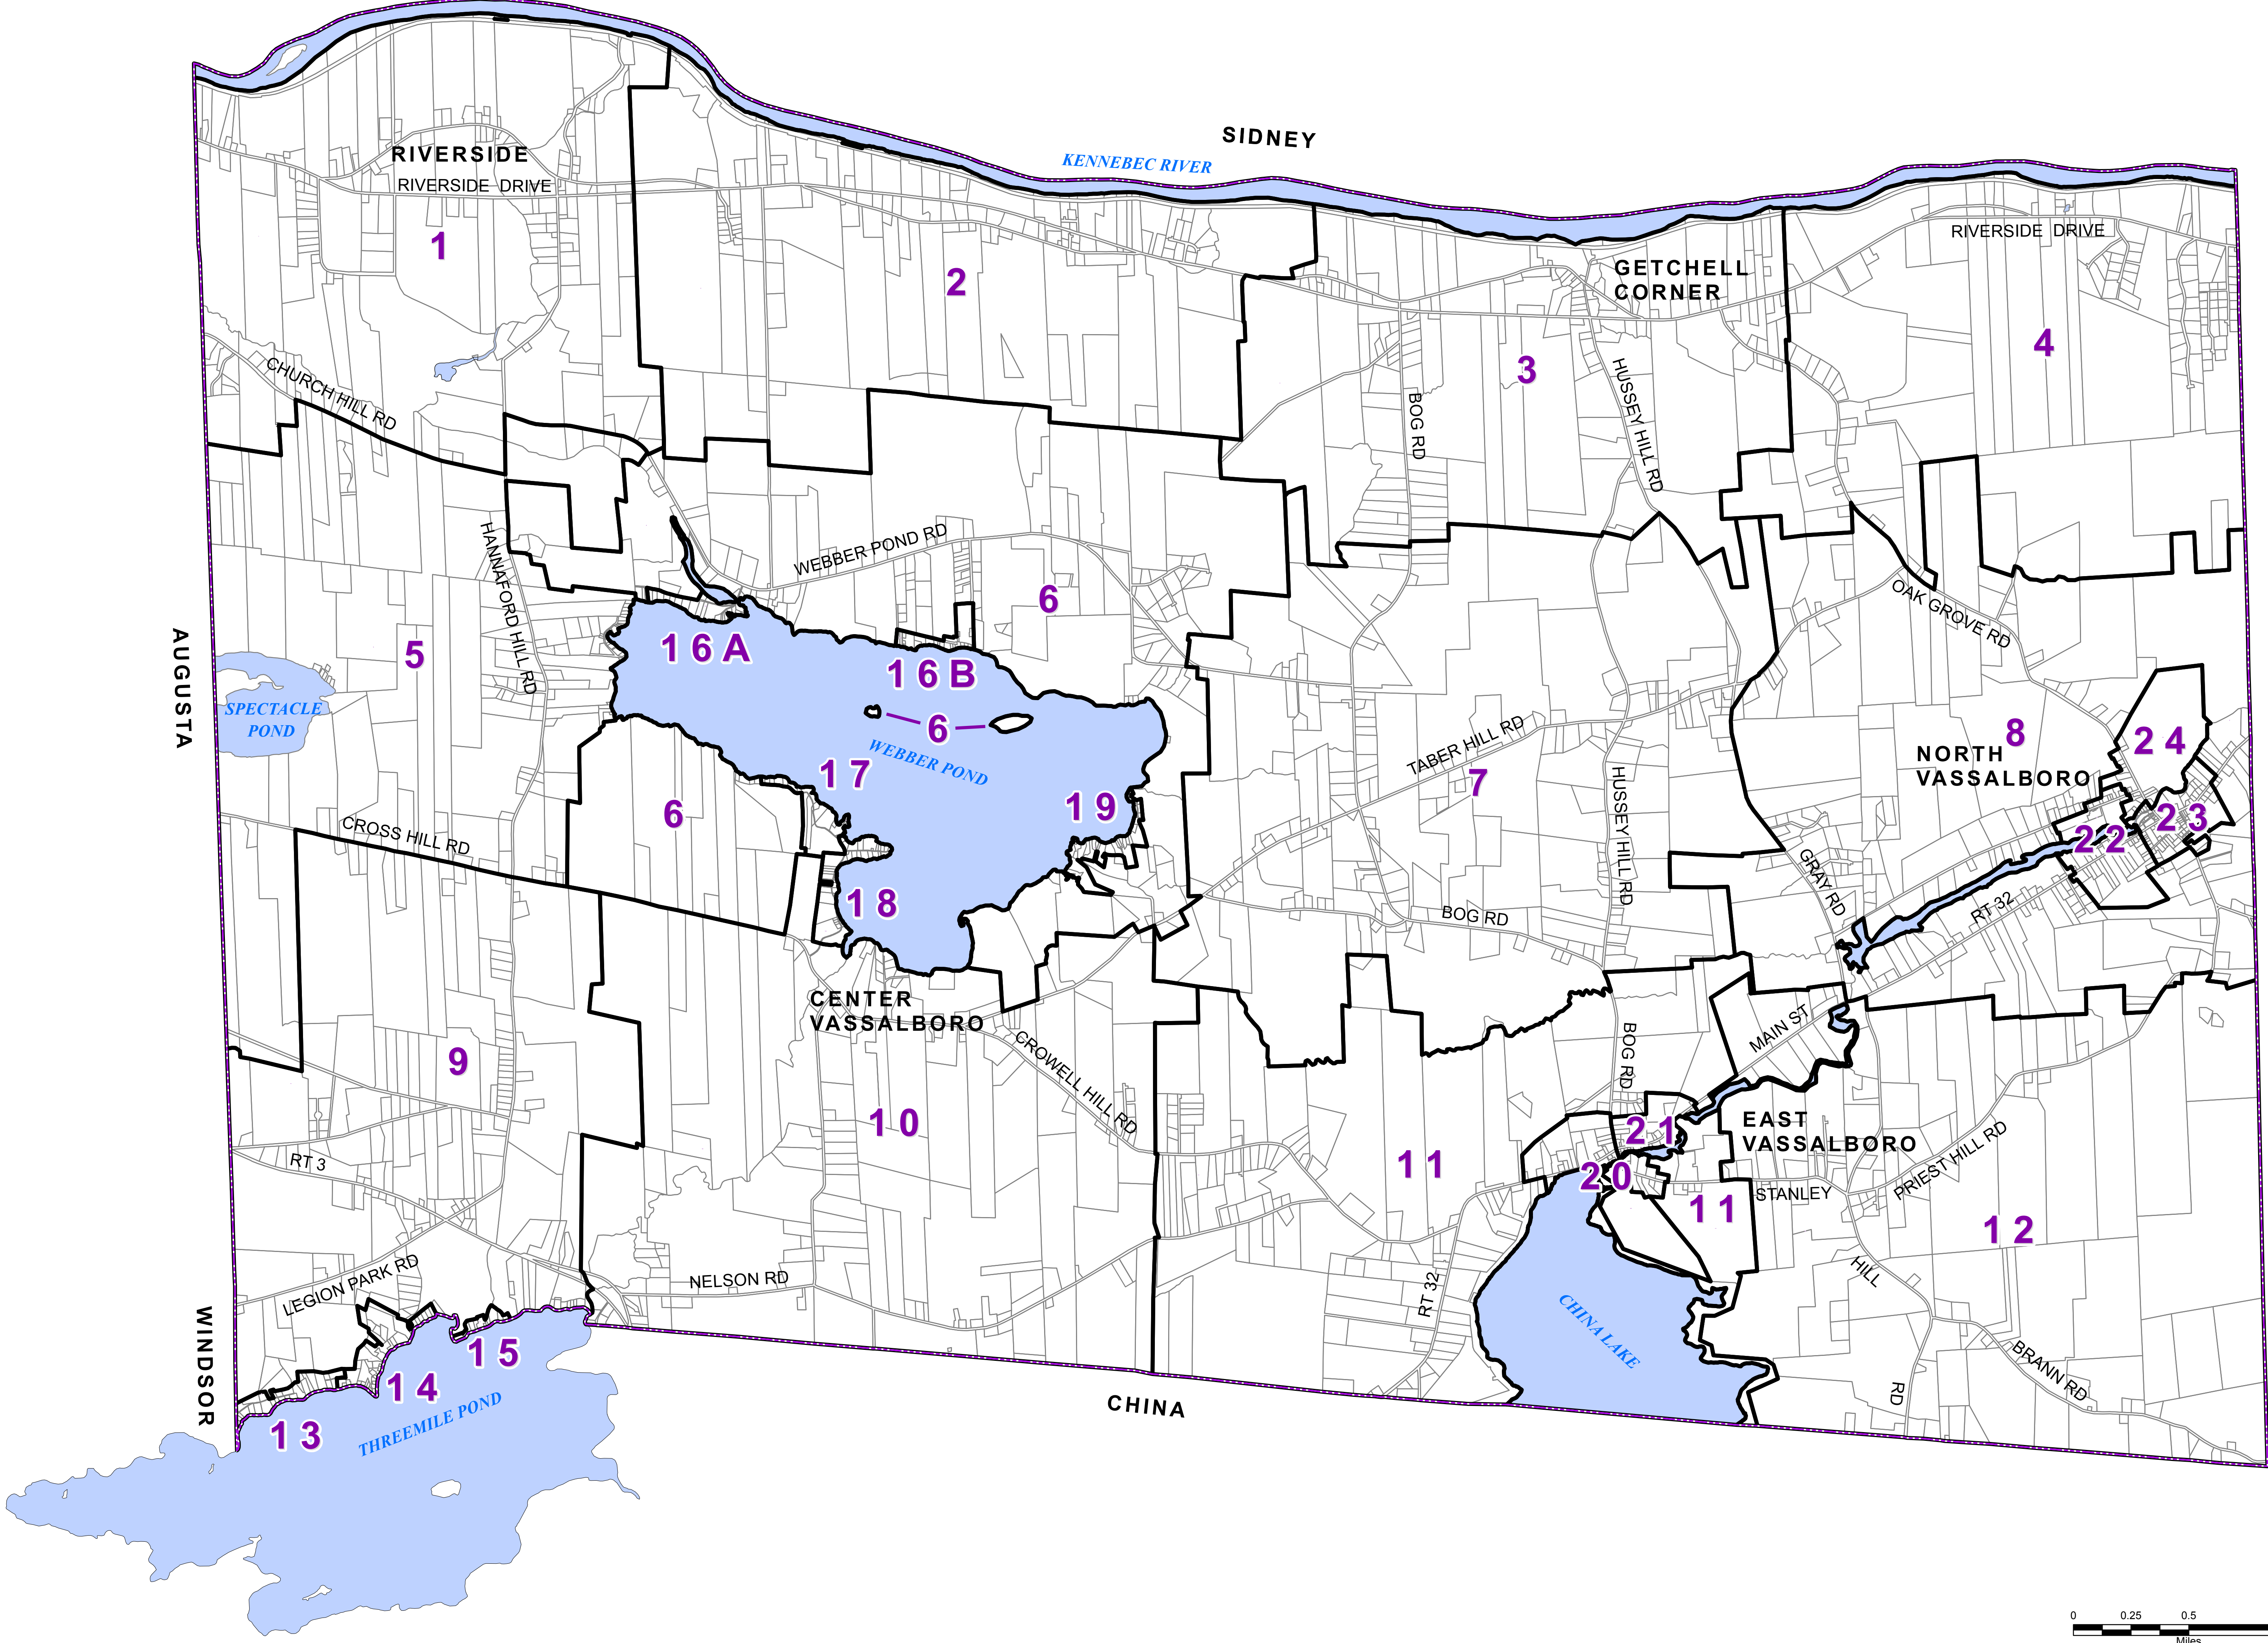 SIDNEY
KENNEBEC RIVER
RIVERSIDE
RIVERSIDE DRIVE
1
2
GETCHELL
CORNER
RIVERSIDE DRIVE
3
4
CHURCH HILL RD
BOG RD
HUSSEY HILL RD
HANNAFORD HILL RD
WEBBER POND RD
6
OAK GROVE RD
AUGUSTA
5
16A
16B
SPECTACLE
POND
6
WEBBER POND
TABER HILL RD
7
8
NORTH
VASSALBORO
24
17
19
6
HUSSEY HILL RD
23
22
CROSS HILL RD
GRAY RD
18
BOG RD
RT 32
CENTER
VASSALBORO
CROWELL HILL RD
BOG RD
MAIN ST
9
10
EAST
VASSALBORO
21
11
20
RT 3
PRIEST HILL RD
STANLEY
11
12
HILL
RD
LEGION PARK RD
NELSON RD
RT 32
CHINA LAKE
BRANN RD
WINDSOR
15
14
13
THREEMILE POND
CHINA
0 0.25 0.5
Miles